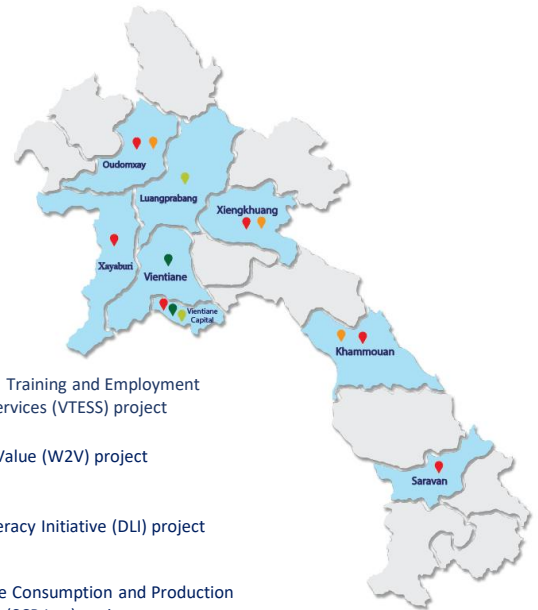 Oudomxay
Luangprabang
Xiengkhuang
Xayaburi
Vientiane
Vientiane
Capital
Khammouan
Training and Employment
ervices (VTESS) project
Value (W2V) project
Saravan
eracy Initiative (DLI) project
e Consumption and Production